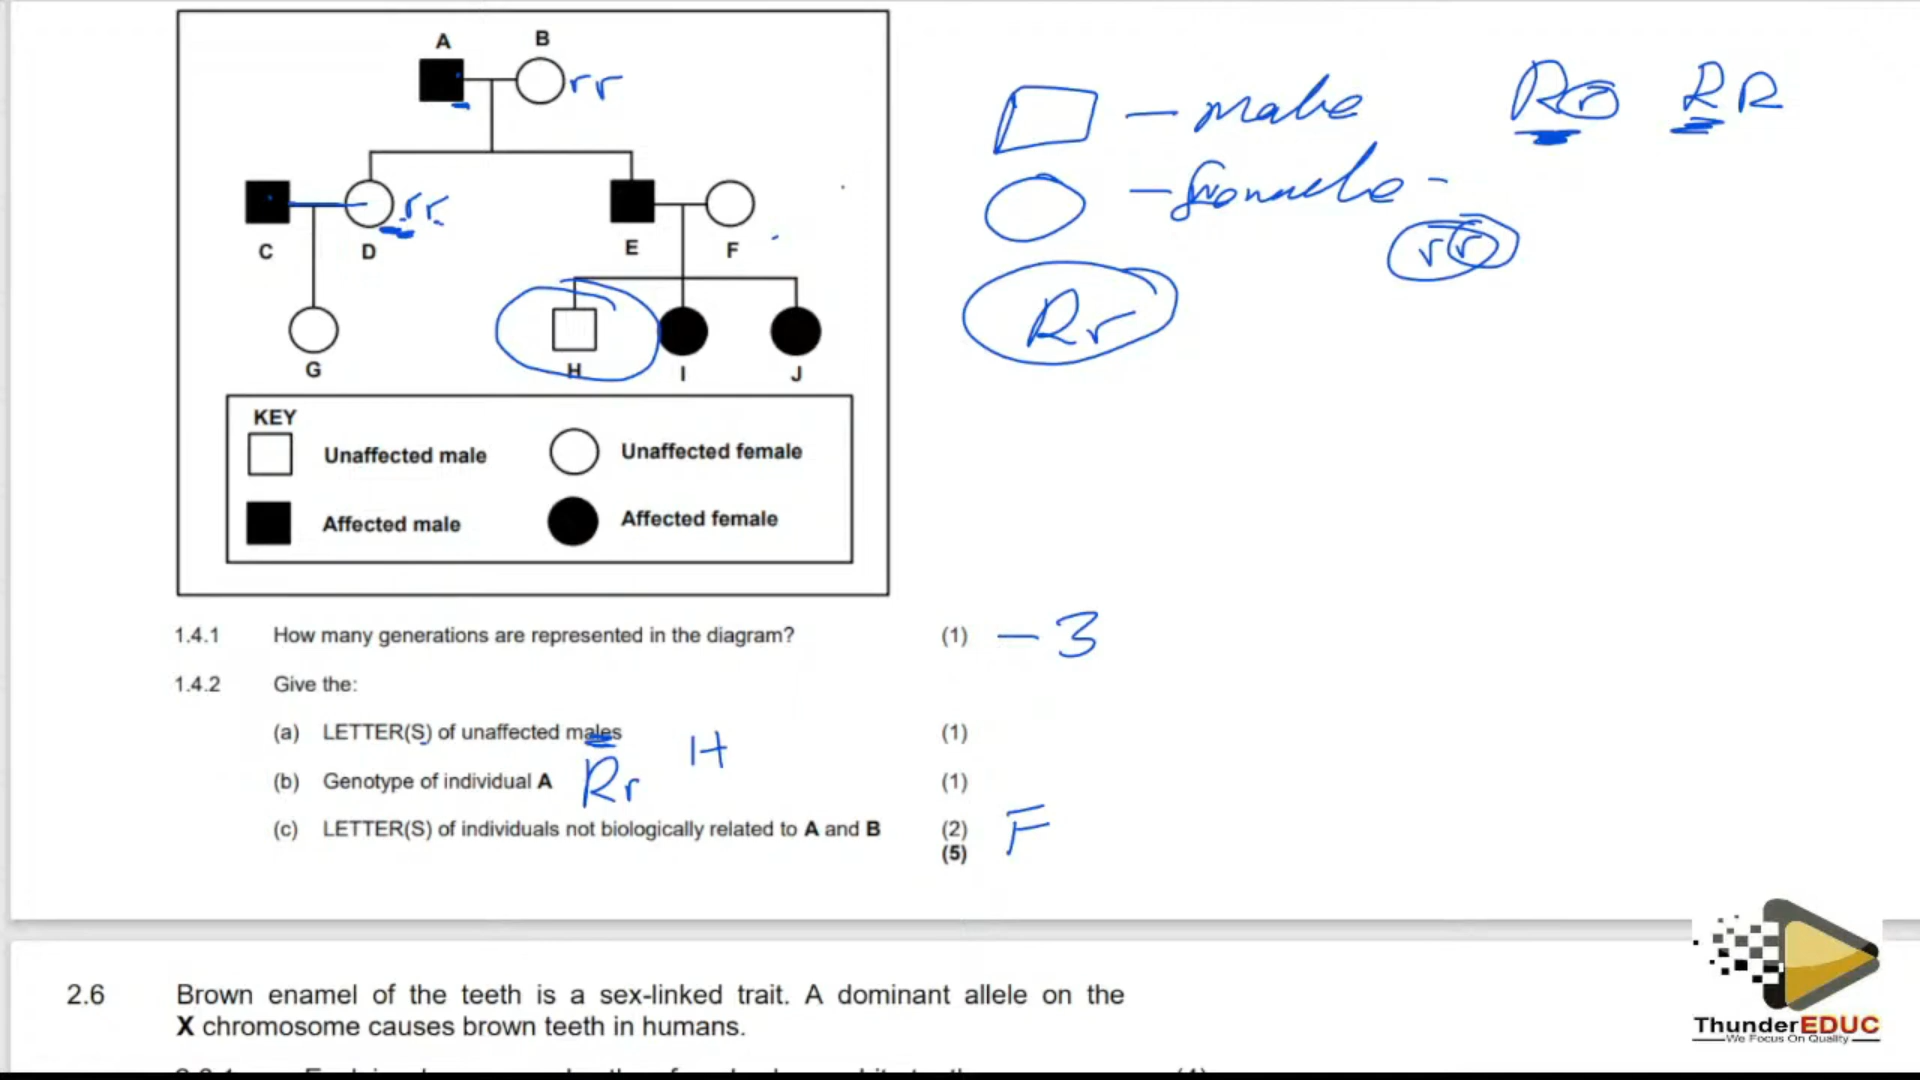 A B
rr
— male
Rr RR
C D rr E F
— female -
rr
Rr
G H I J
KEY
Unaffected male Unaffected female
Affected male Affected female
1.4.1 How many generations are represented in the diagram? (1) — 3
1.4.2 Give the:
(a) LETTER(S) of unaffected males (1)
H
(b) Genotype of individual A Rr (1)
(c) LETTER(S) of individuals not biologically related to A and B (2) F
(5)
2.6 Brown enamel of the teeth is a sex-linked trait. A dominant allele on the
X chromosome causes brown teeth in humans.
ThunderEDUC
We Focus On Quality